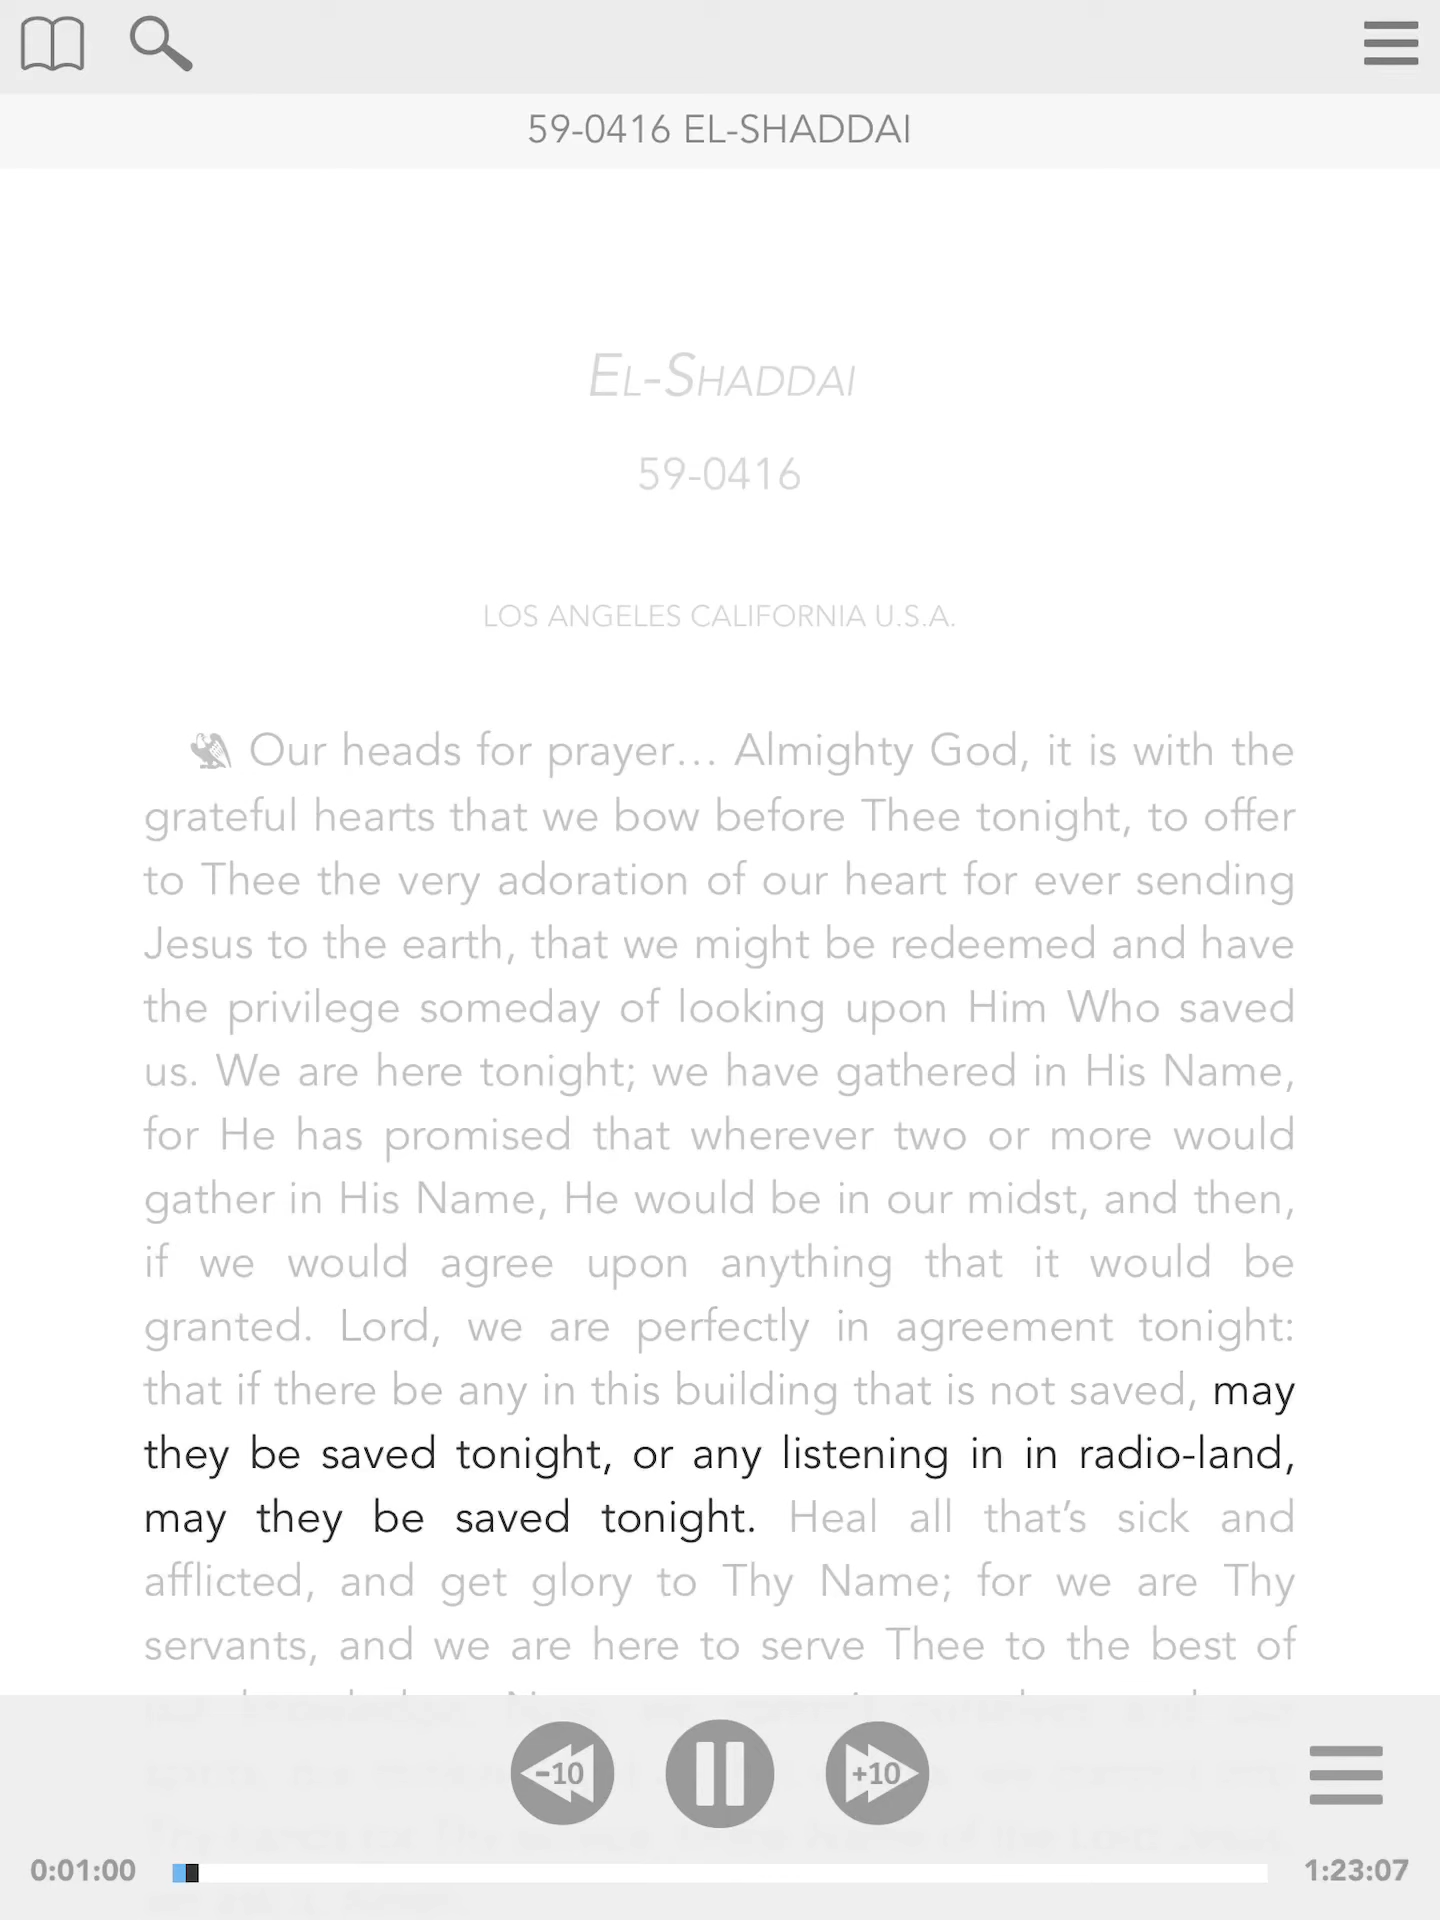 59-0416 EL-SHADDAI
EL-SHADDAI
59-0416
LOS ANGELES CALIFORNIA U.S.A.
Our heads for prayer… Almighty God, it is with the
grateful hearts that we bow before Thee tonight, to offer
to Thee the very adoration of our heart for ever sending
Jesus to the earth, that we might be redeemed and have
the privilege someday of looking upon Him Who saved
us. We are here tonight; we have gathered in His Name,
for He has promised that wherever two or more would
gather in His Name, He would be in our midst, and then,
if we would agree upon anything that it would be
granted. Lord, we are perfectly in agreement tonight:
that if there be any in this building that is not saved, may
they be saved tonight, or any listening in in radio-land,
may they be saved tonight. Heal all that’s sick and
afflicted, and get glory to Thy Name; for we are Thy
servants, and we are here to serve Thee to the best of
-10 +10
0:01:00 1:23:07